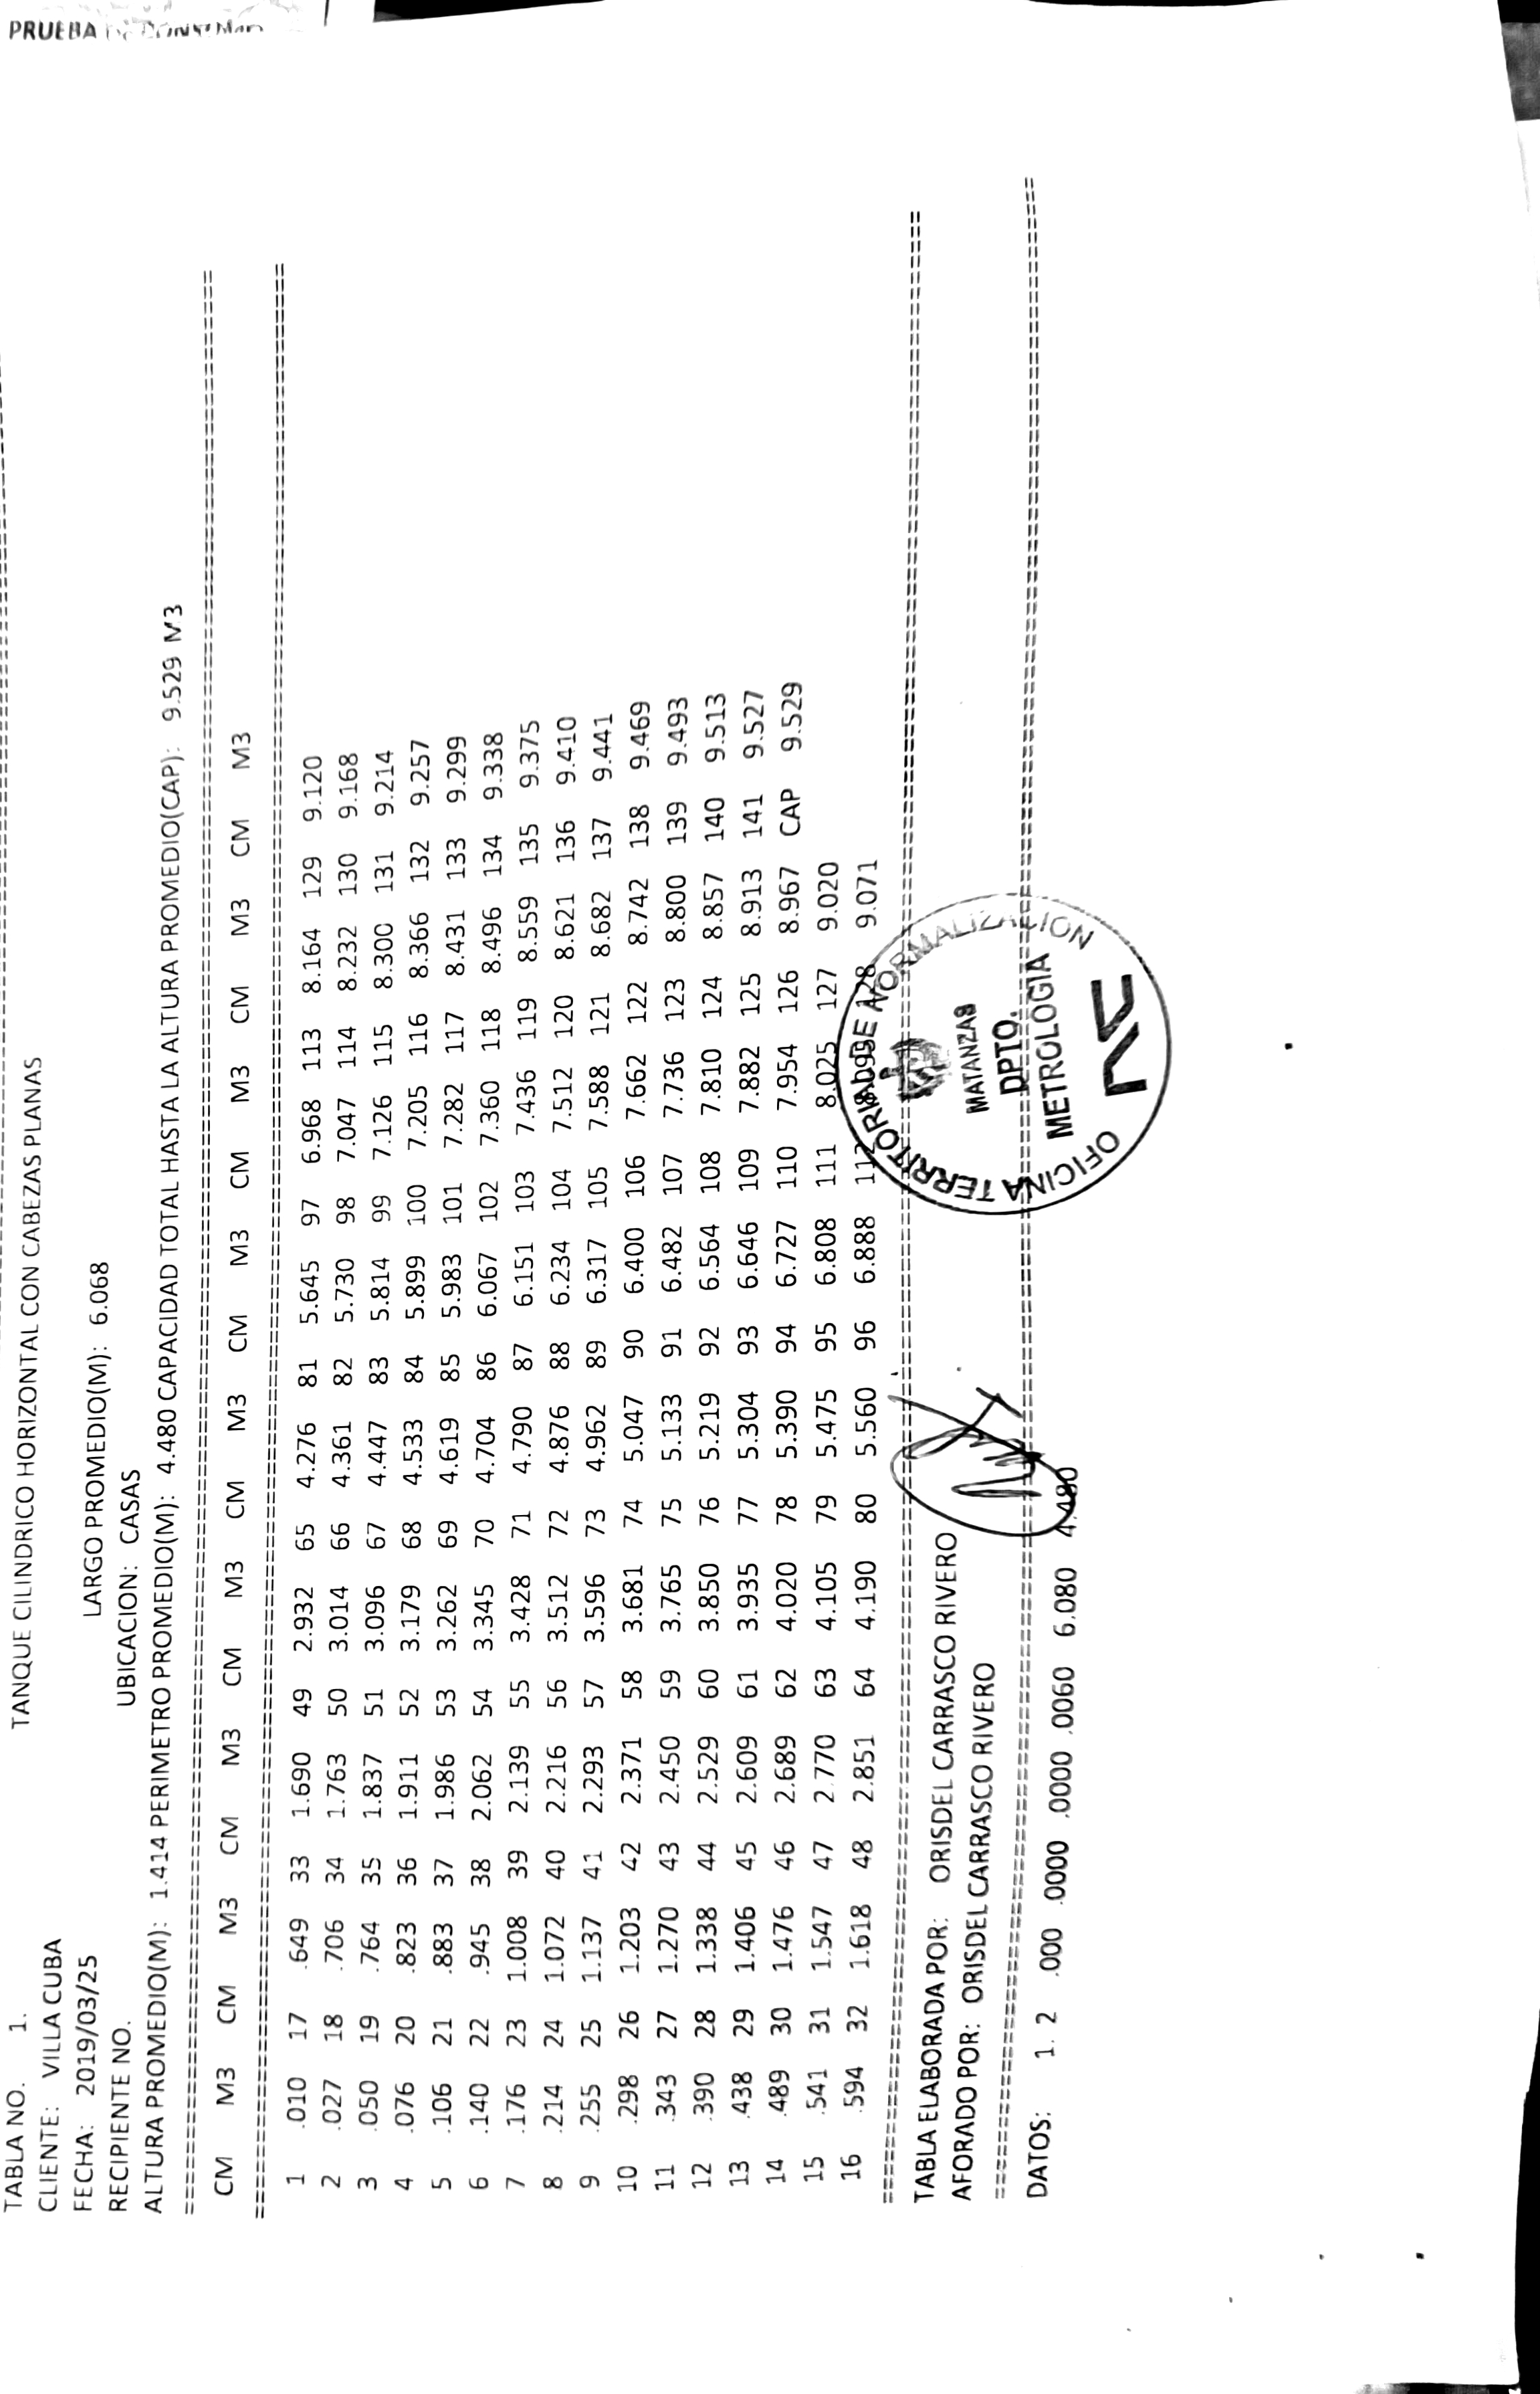 PRUEBA
TABLA NO. 1. TANQUE CILINDRICO HORIZONTAL CON CABEZAS PLANAS
CLIENTE: VILLA CUBA
FECHA: 2019/03/25 LARGO PROMEDIO(M): 6.068
RECIPIENTE NO. UBICACION: CASAS
ALTURA PROMEDIO(M): 1.414 PERIMETRO PROMEDIO(M): 4.480 CAPACIDAD TOTAL HASTA LA ALTURA PROMEDIO(CAP): 9.529 M3
CM M3 CM M3 CM M3 CM M3 CM M3 CM M3 CM M3 CM M3 CM M3
1 .010 17 .649 33 1.690 49 2.932 65 4.276 81 5.645 97 6.968 113 8.164 129 9.120
2 .027 18 .706 34 1.763 50 3.014 66 4.361 82 5.730 98 7.047 114 8.232 130 9.168
3 .050 19 .764 35 1.837 51 3.096 67 4.447 83 5.814 99 7.126 115 8.300 131 9.214
4 .076 20 .823 36 1.911 52 3.179 68 4.533 84 5.899 100 7.205 116 8.366 132 9.257
5 .106 21 .883 37 1.986 53 3.262 69 4.619 85 5.983 101 7.282 117 8.431 133 9.299
6 .140 22 .945 38 2.062 54 3.345 70 4.704 86 6.067 102 7.360 118 8.496 134 9.338
7 .176 23 1.008 39 2.139 55 3.428 71 4.790 87 6.151 103 7.436 119 8.559 135 9.375
8 .214 24 1.072 40 2.216 56 3.512 72 4.876 88 6.234 104 7.512 120 8.621 136 9.410
9 .255 25 1.137 41 2.293 57 3.596 73 4.962 89 6.317 105 7.588 121 8.682 137 9.441
10 .298 26 1.203 42 2.371 58 3.681 74 5.047 90 6.400 106 7.662 122 8.742 138 9.469
11 .343 27 1.270 43 2.450 59 3.765 75 5.133 91 6.482 107 7.736 123 8.800 139 9.493
12 .390 28 1.338 44 2.529 60 3.850 76 5.219 92 6.564 108 7.810 124 8.857 140 9.513
13 .438 29 1.406 45 2.609 61 3.935 77 5.304 93 6.646 109 7.882 125 8.913 141 9.527
14 .489 30 1.476 46 2.689 62 4.020 78 5.390 94 6.727 110 7.954 126 8.967 CAP 9.529
15 .541 31 1.547 47 2.770 63 4.105 79 5.475 95 6.808 111 8.025 127 9.020
16 .594 32 1.618 48 2.851 64 4.190 80 5.560 96 6.888 112 128 9.071
TABLA ELABORADA POR: ORISDEL CARRASCO RIVERO
AFORADO POR: ORISDEL CARRASCO RIVERO
DATOS: 1. 2 .000 .0000 .0000 .0060 6.080 4.480
OFICINA TERRITORIAL DE NORMALIZACION
MATANZAS
DPTO.
METROLOGIA
NC